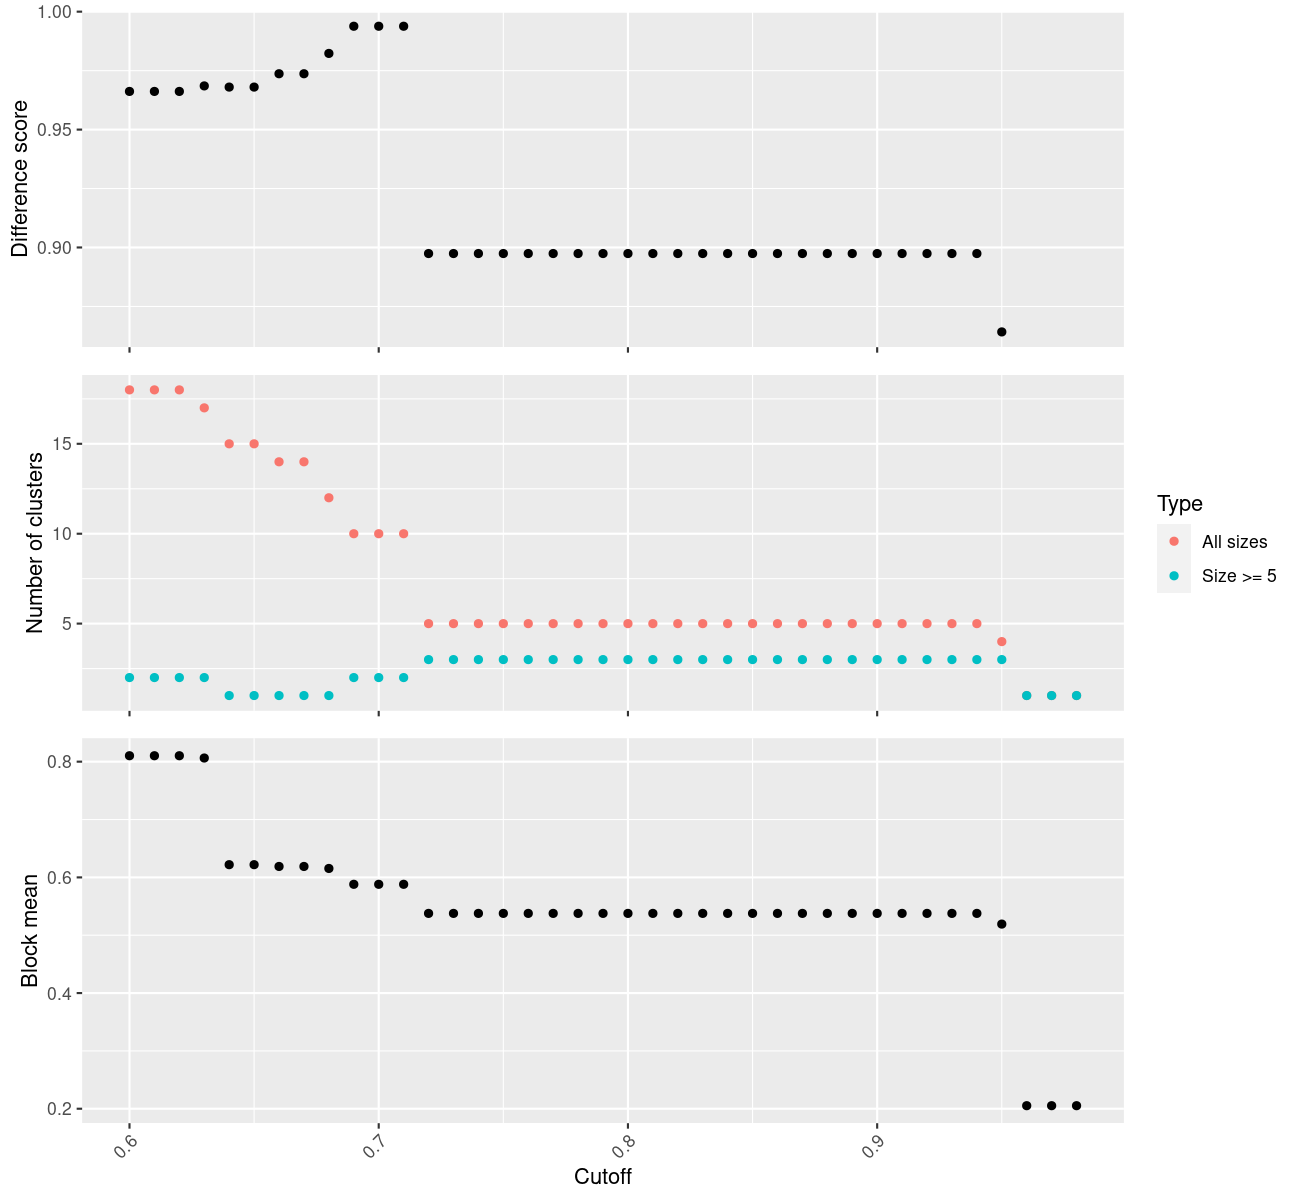 1.00
0.95
0.90
Difference score
15
10
5
Number of clusters
Type
All sizes
Size >= 5
0.8
0.6
0.4
0.2
Block mean
0.6
0.7
0.8
0.9
Cutoff